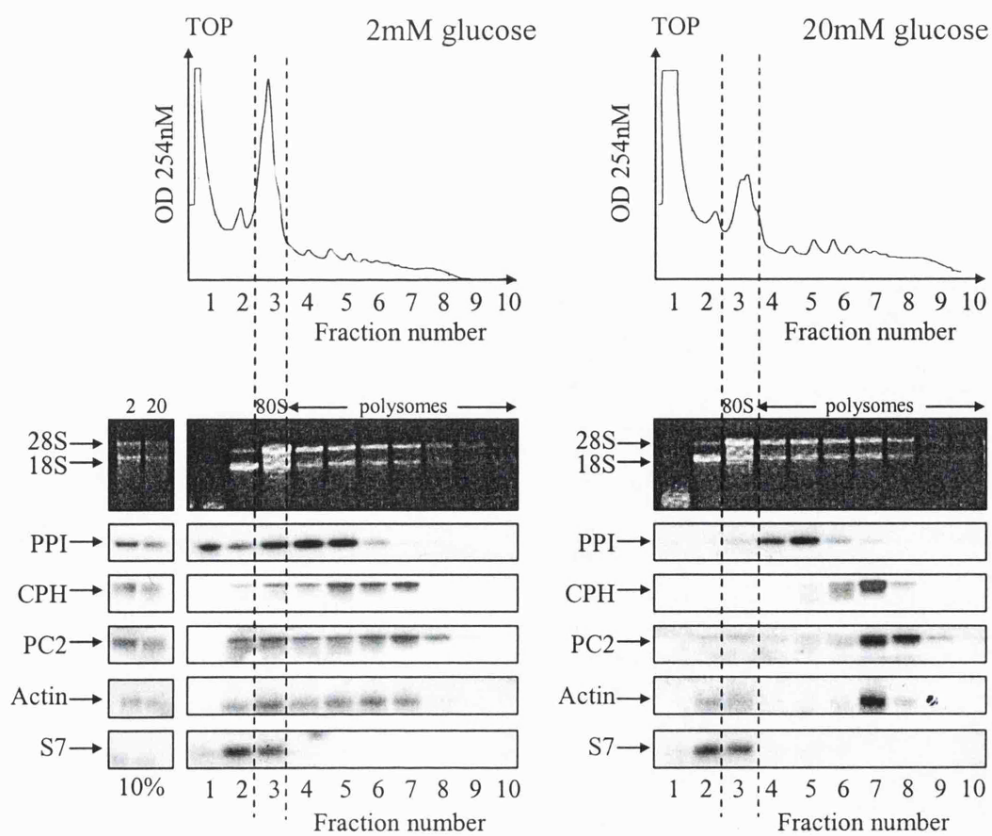 TOP
2mM glucose
OD 254nM
1 2 3 4 5 6 7 8 9 10
Fraction number
TOP
20mM glucose
OD 254nM
1 2 3 4 5 6 7 8 9 10
Fraction number
2 20
80S
polysomes
28S
18S
PPI
CPH
PC2
Actin
S7
10%
1 2 3 4 5 6 7 8 9 10
Fraction number
80S
polysomes
28S
18S
PPI
CPH
PC2
Actin
S7
1 2 3 4 5 6 7 8 9 10
Fraction number